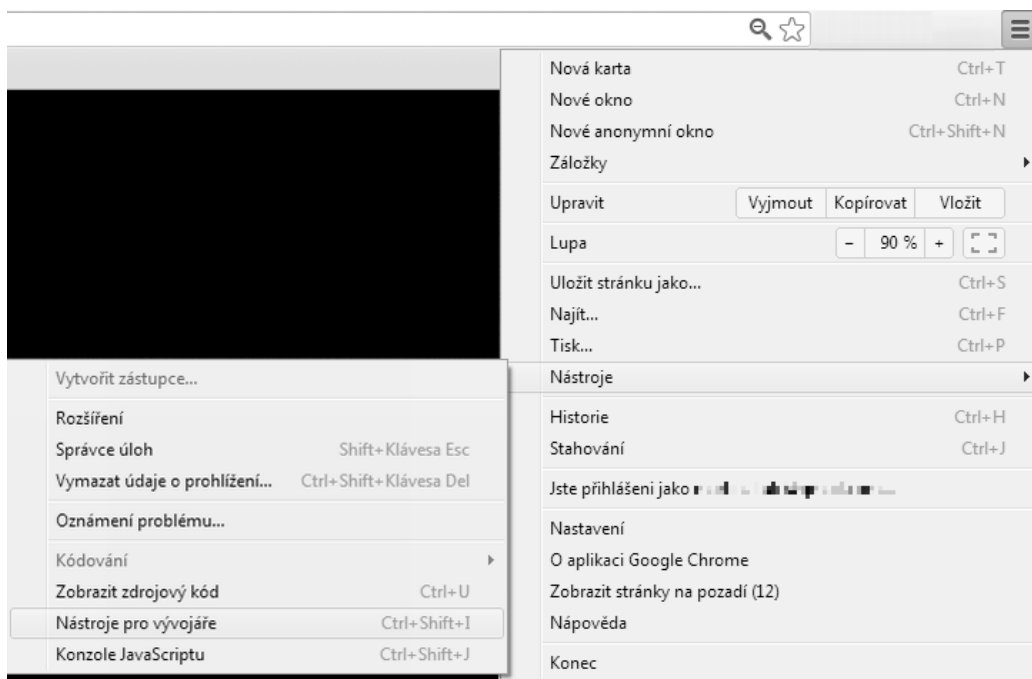 Nová karta Ctrl+T
Nové okno Ctrl+N
Nové anonymní okno Ctrl+Shift+N
Záložky
Upravit Vyjmout Kopírovat Vložit
Lupa - 90 % +
Uložit stránku jako... Ctrl+S
Najít... Ctrl+F
Tisk... Ctrl+P
Nástroje
Historie Ctrl+H
Stahování Ctrl+J
Jste přihlášeni jako
Nastavení
O aplikaci Google Chrome
Zobrazit stránky na pozadí (12)
Nápověda
Konec
Vytvořit zástupce...
Rozšíření
Správce úloh Shift+Klávesa Esc
Vymazat údaje o prohlížení... Ctrl+Shift+Klávesa Del
Oznámení problému...
Kódování
Zobrazit zdrojový kód Ctrl+U
Nástroje pro vývojáře Ctrl+Shift+I
Konzole JavaScriptu Ctrl+Shift+J